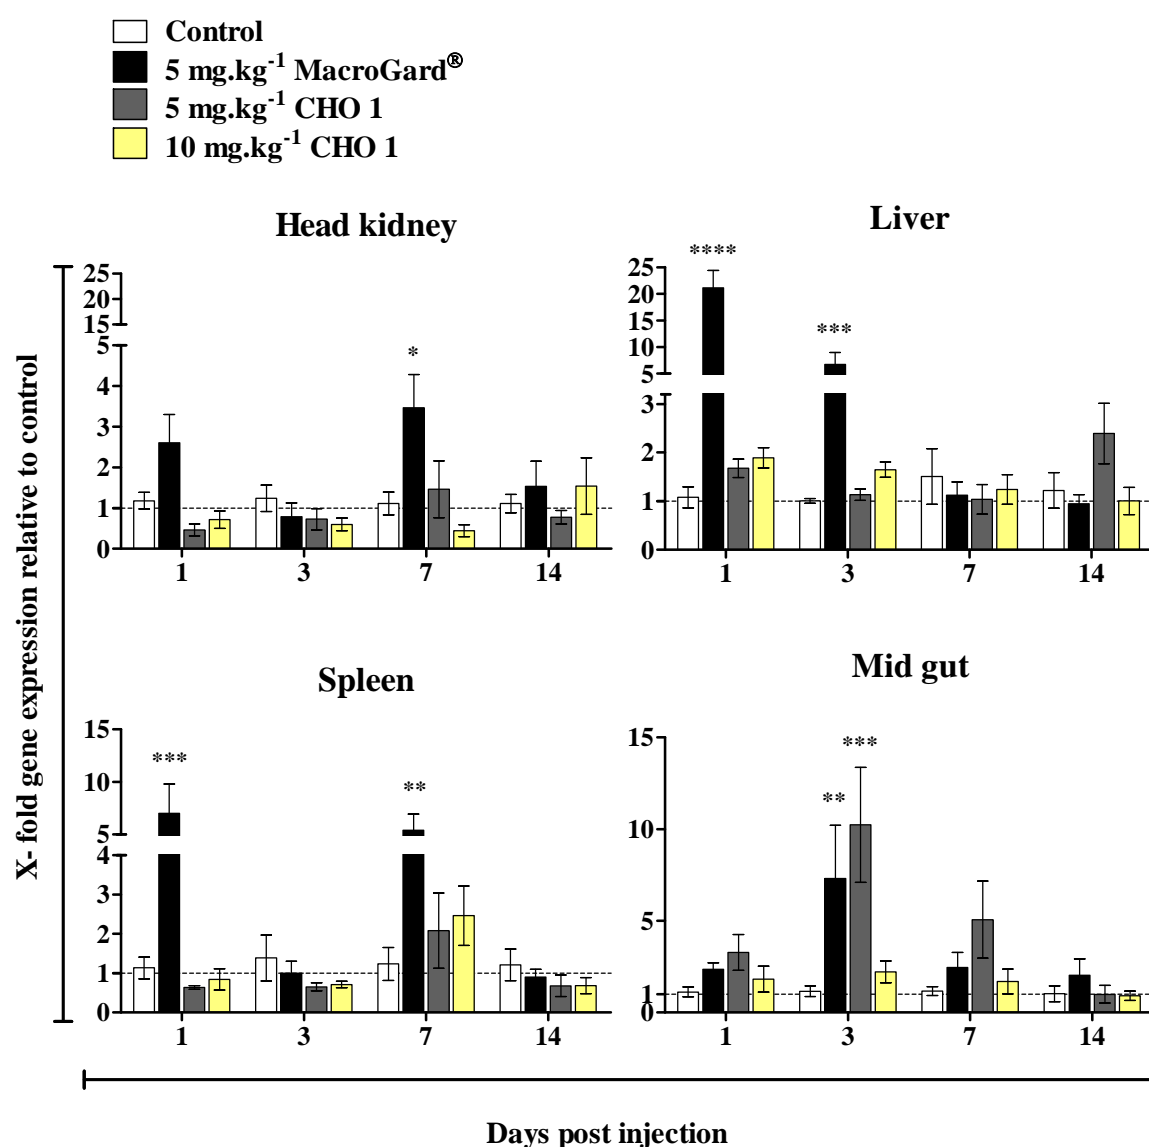 Control
5 mg.kg-1 MacroGard®
5 mg.kg-1 CHO 1
10 mg.kg-1 CHO 1
X- fold gene expression relative to control
Head kidney
25
20
15
5
*
4
3
2
1
0
1 3 7 14
Liver
****
25
20
15
***
10
5
3
2
1
0
1 3 7 14
Spleen
15
***
10
**
5
4
3
2
1
0
1 3 7 14
Mid gut
15
***
**
10
5
1
0
1 3 7 14
Days post injection